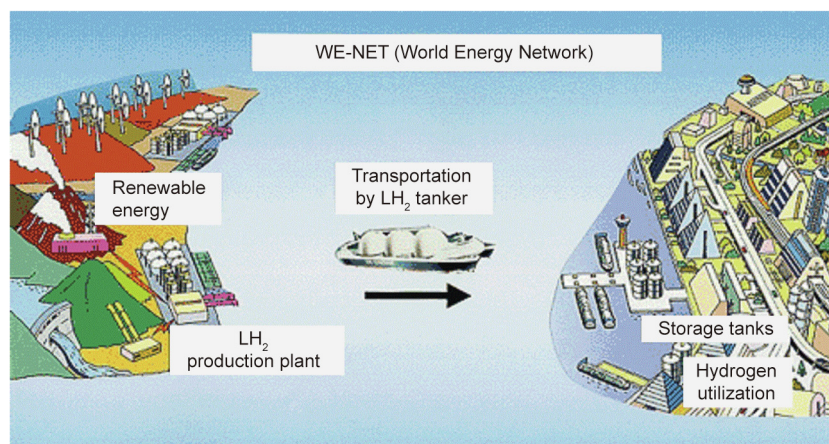 WE-NET (World Energy Network)
Renewable
energy
Transportation
by LH₂ tanker
LH₂
production plant
Storage tanks
Hydrogen
utilization